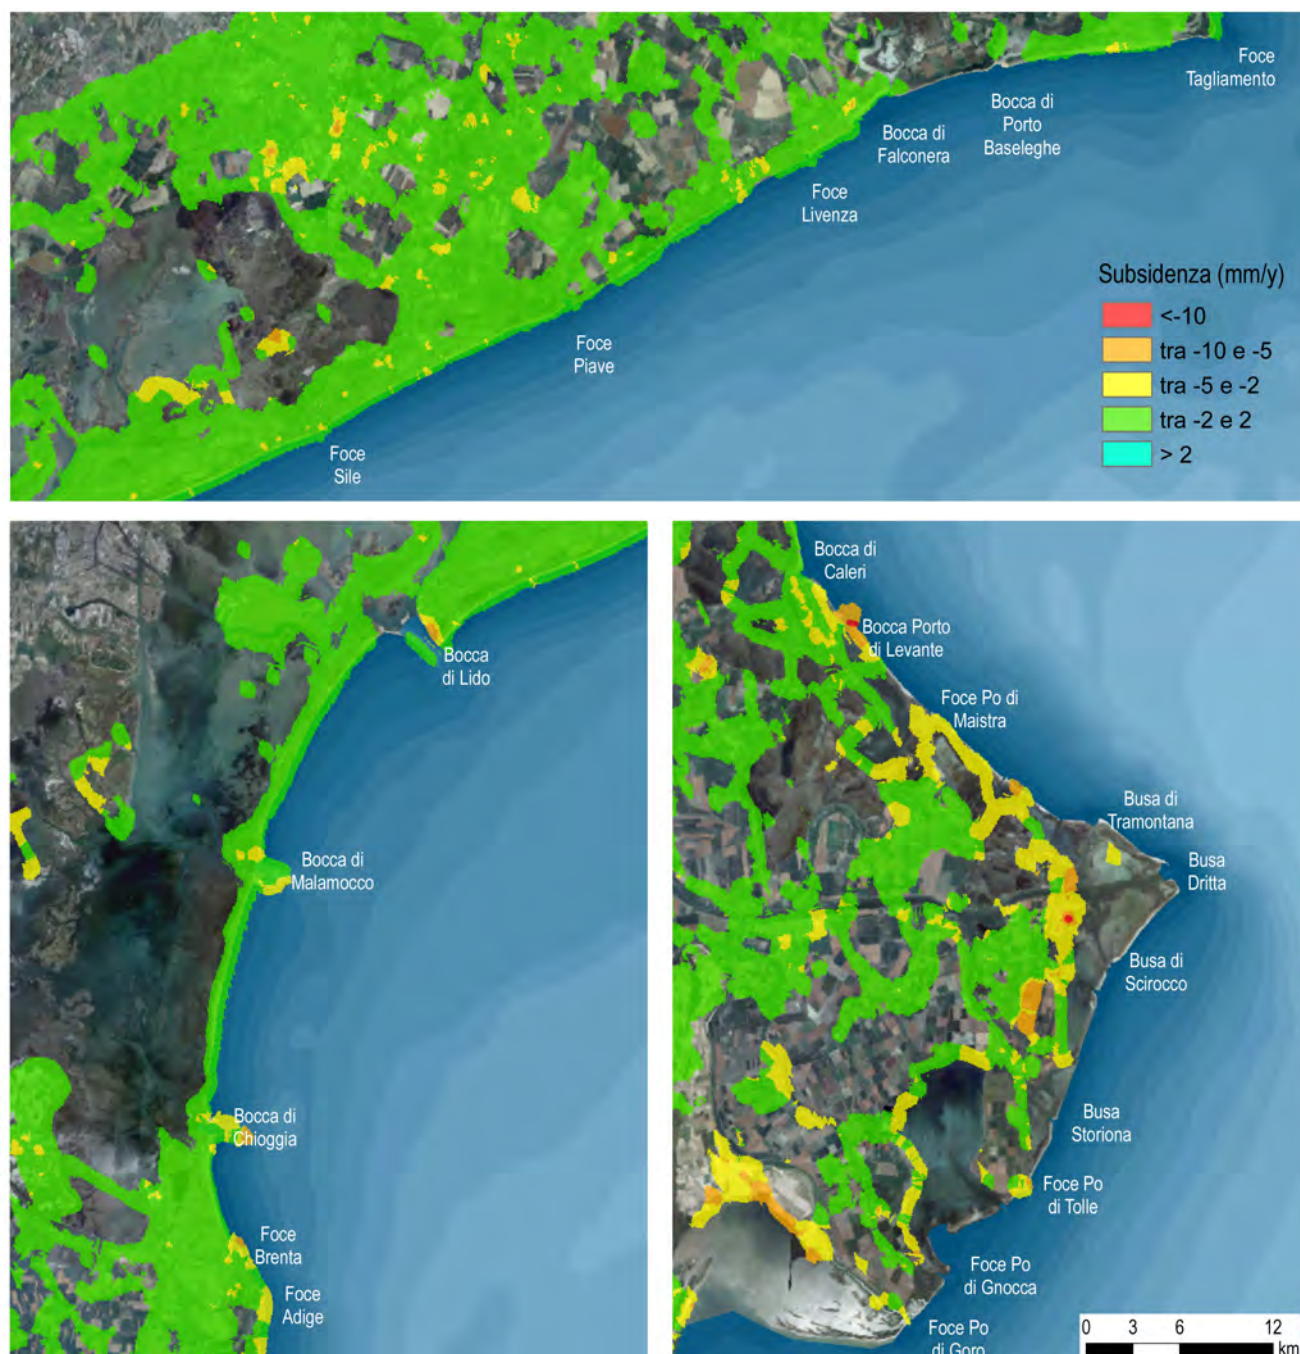 Foce
Tagliamento
Bocca di
Porto
Baseleghe
Bocca di
Falconera
Foce
Livenza
Subsidenza (mm/y)
<-10
tra -10 e -5
tra -5 e -2
tra -2 e 2
> 2
Foce
Piave
Foce
Sile
Bocca
di Lido
Bocca di
Malamocco
Bocca di
Chioggia
Foce
Brenta
Foce
Adige
Bocca di
Caleri
Bocca Porto
di Levante
Foce Po di
Maistra
Busa di
Tramontana
Busa
Dritta
Busa di
Scirocco
Busa
Storiona
Foce Po
di Tolle
Foce Po
di Gnocca
Foce Po
di Goro
0 3 6 12
km